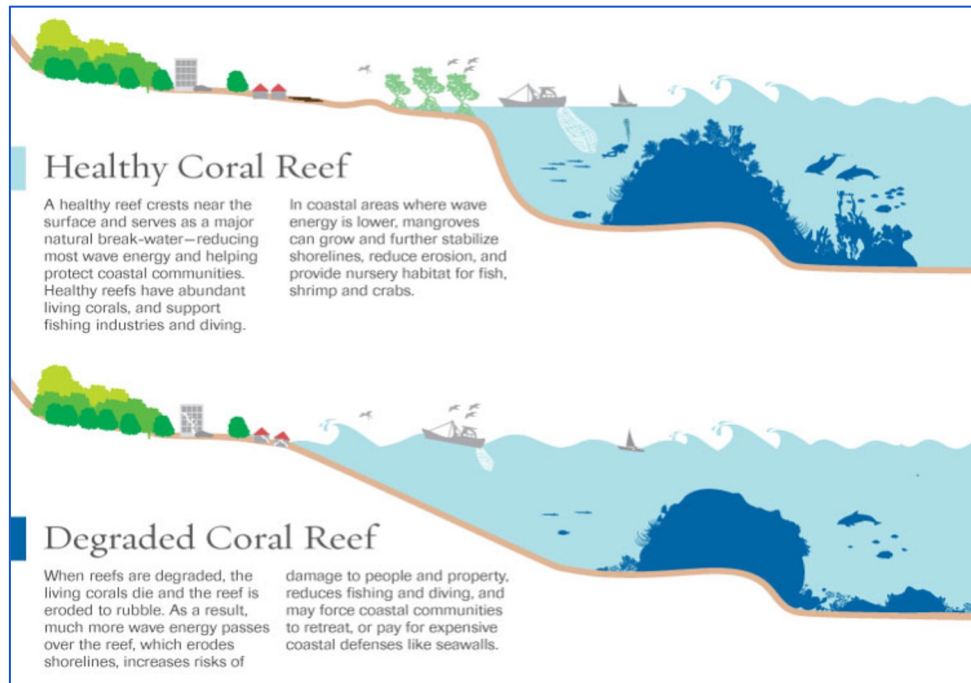 Healthy Coral Reef
A healthy reef crests near the
surface and serves as a major
natural break-water—reducing
most wave energy and helping
protect coastal communities.
Healthy reefs have abundant
living corals, and support
fishing industries and diving.
In coastal areas where wave
energy is lower, mangroves
can grow and further stabilize
shorelines, reduce erosion, and
provide nursery habitat for fish,
shrimp and crabs.
Degraded Coral Reef
When reefs are degraded, the
living corals die and the reef is
eroded to rubble. As a result,
much more wave energy passes
over the reef, which erodes
shorelines, increases risks of
damage to people and property,
reduces fishing and diving, and
may force coastal communities
to retreat, or pay for expensive
coastal defenses like seawalls.